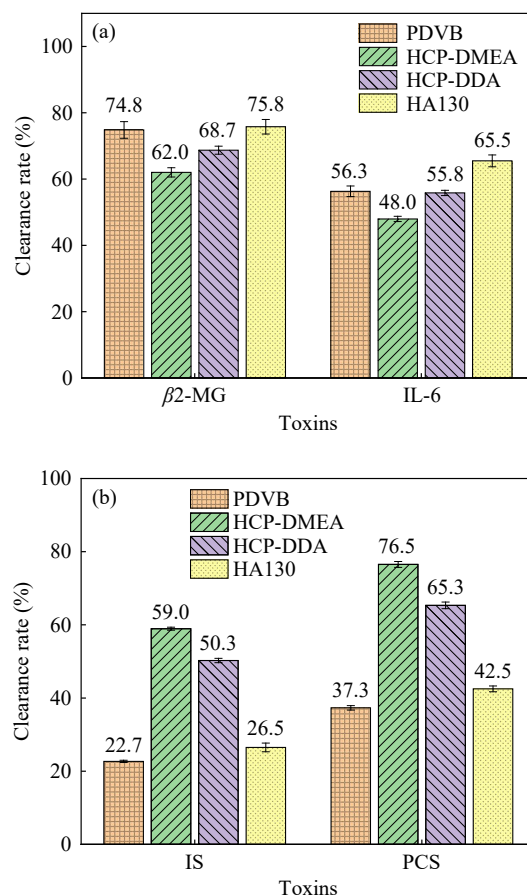 (a)
PDVB
HCP-DMEA
HCP-DDA
HA130
Clearance rate (%)
100
80
60
40
20
0
74.8
62.0
68.7
75.8
56.3
48.0
55.8
65.5
β2-MG
IL-6
Toxins
(b)
PDVB
HCP-DMEA
HCP-DDA
HA130
Clearance rate (%)
100
80
60
40
20
0
22.7
59.0
50.3
26.5
37.3
76.5
65.3
42.5
IS
PCS
Toxins